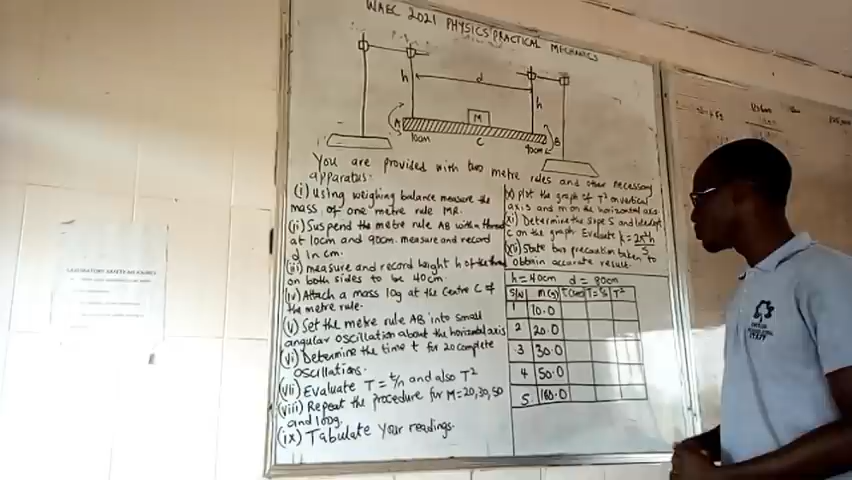 WAEC 2021 PHYSICS PRACTICAL MECHANICS
h d h
M
A B
10cm C 90cm
You are provided with two metre rules and other necessary
apparatus.
(i) Using weighing balance measure the
mass of one metre rule MR.
(ii) Suspend the metre rule AB with a thread
at 10cm and 90cm. measure and record
d in cm.
(iii) measure and record height h of the thread
on both sides to be 40cm.
(iv) Attach a mass 10g at the Centre C of
the metre rule.
(v) Set the metre rule AB into small
angular oscillation about the horizontal axis
(vi) Determine the time t for 20 complete
oscillations.
(vii) Evaluate T = t/n and also T²
(viii) Repeat the procedure for M=20,30,50
and 100g.
(ix) Tabulate your readings.
(x) plot the graph of T² on vertical
axis and m on the horizontal axis
(xi) Determine the slope S and intercept
C on the graph. Evaluate k = 2π²h/S
(xii) State two precaution taken to
obtain accurate result.
h = 40cm d = 80cm
S/N m(g) t(sec) T=t/n T²
1 10.0
2 20.0
3 30.0
4 50.0
5. 100.0
STAFF